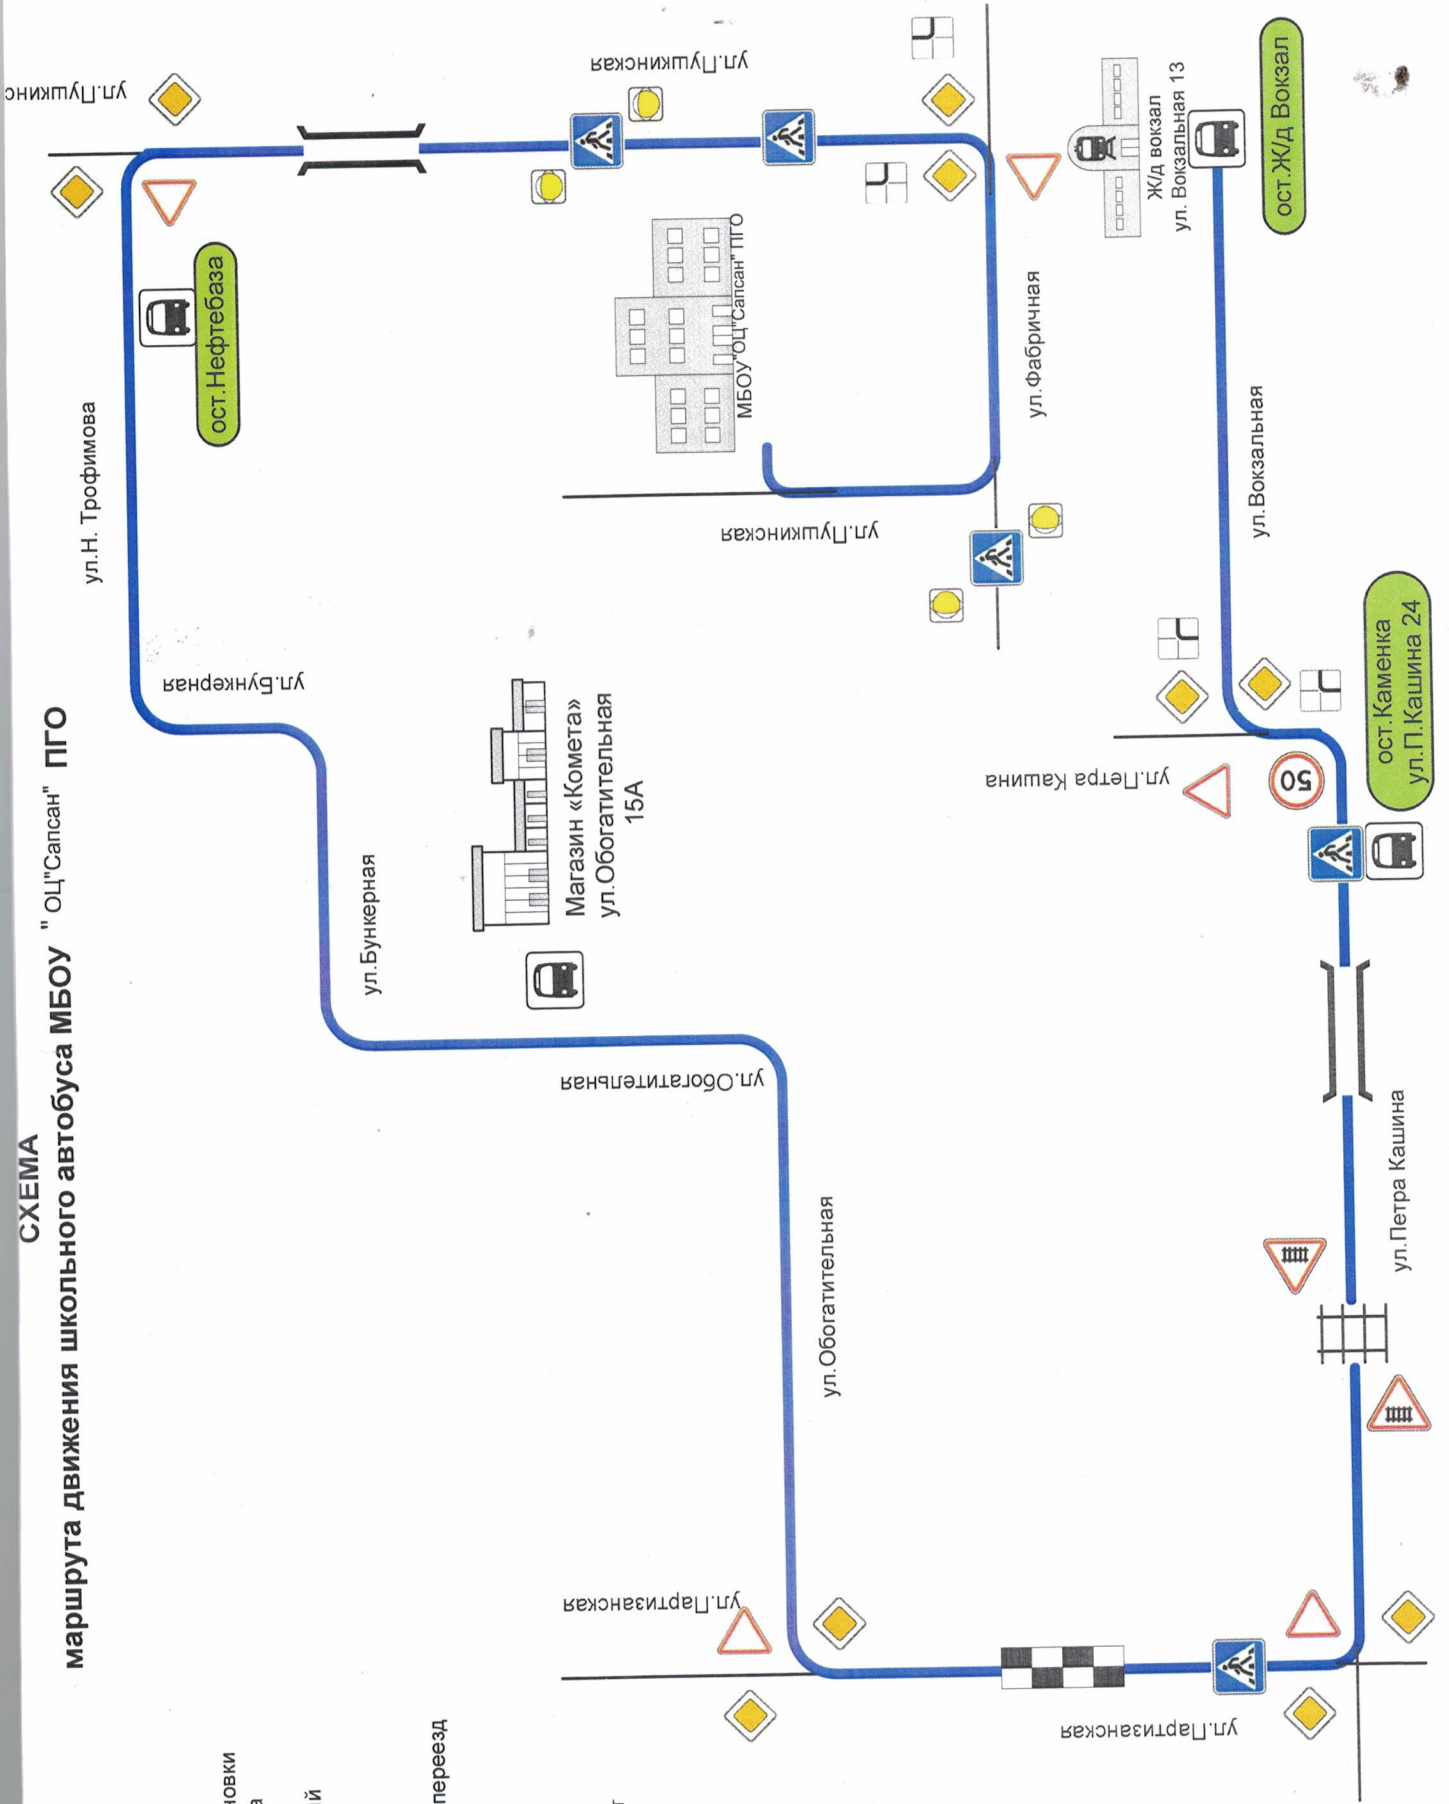 СХЕМА
маршрута движения школьного автобуса МБОУ "ОЦ"Сапсан" ПГО
ул.Пушкинс
ул.Н. Трофимова
ост.Нефтебаза
ул.Бункерная
ул.Бункерная
Магазин «Комета»
ул.Обогатительная
15А
ул.Обогатительная
ул.Обогатительная
ул.Партизанская
ул.Партизанская
ул.Пушкинская
МБОУ"ОЦ"Сапсан" ПГО
ул.Пушкинская
ул.Фабричная
Ж/д вокзал
ул. Вокзальная 13
ост.Ж/д Вокзал
ул.Вокзальная
ул.Петра Кашина
50
ост.Каменка
ул.П.Кашина 24
ул.Петра Кашина
новки
а
ий
переезд